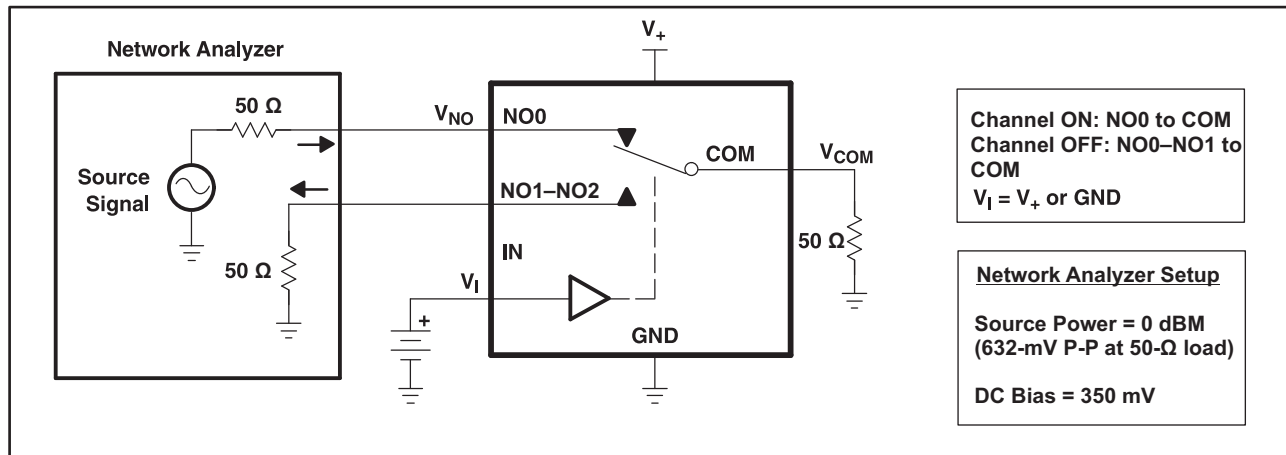 Network Analyzer
50 Ω
Source
Signal
50 Ω
V+
VNO
NO0
COM
VCOM
NO1–NO2
50 Ω
IN
VI
+
GND
Channel ON: NO0 to COM
Channel OFF: NO0–NO1 to
COM
VI = V+ or GND
Network Analyzer Setup
Source Power = 0 dBM
(632-mV P-P at 50-Ω load)
DC Bias = 350 mV